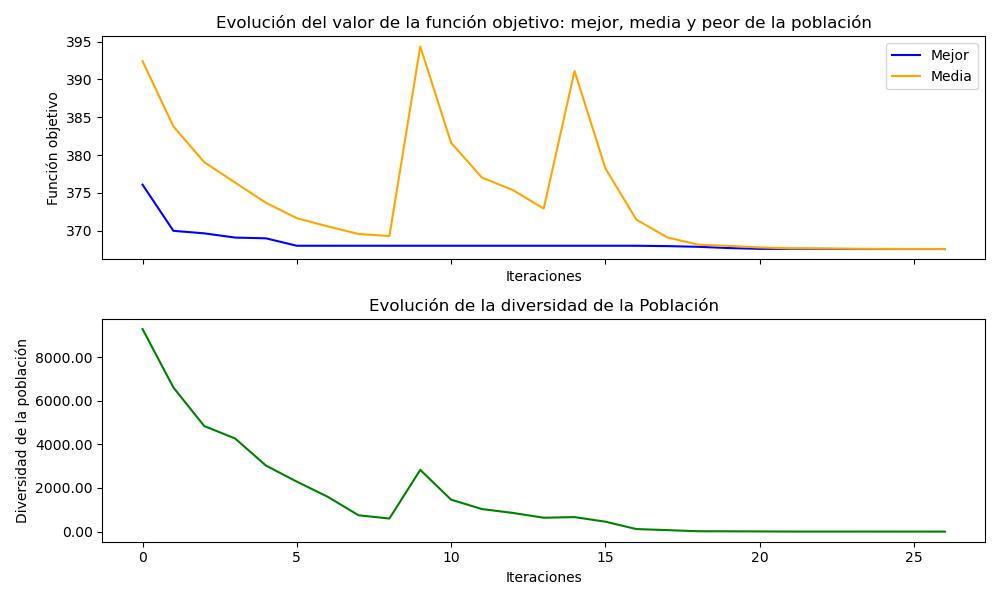 Evolución del valor de la función objetivo: mejor, media y peor de la población
395
390
385
380
375
370
Función objetivo
Mejor
Media
Iteraciones
Evolución de la diversidad de la Población
8000.00
6000.00
4000.00
2000.00
0.00
Diversidad de la población
0 5 10 15 20 25
Iteraciones